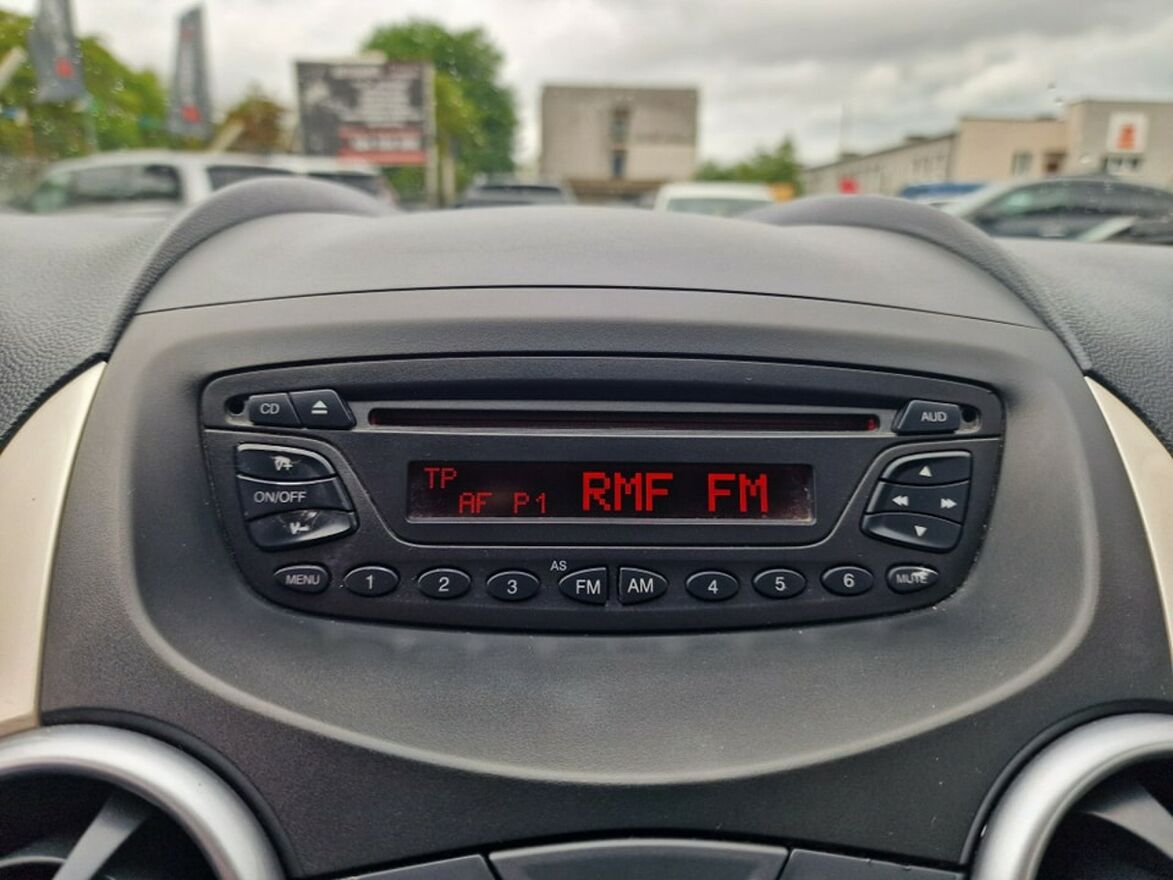 CD
AUD
V+
ON/OFF
V-
TP
AF P1
RMF FM
MENU
1
2
3
AS
FM
AM
4
5
6
MUTE